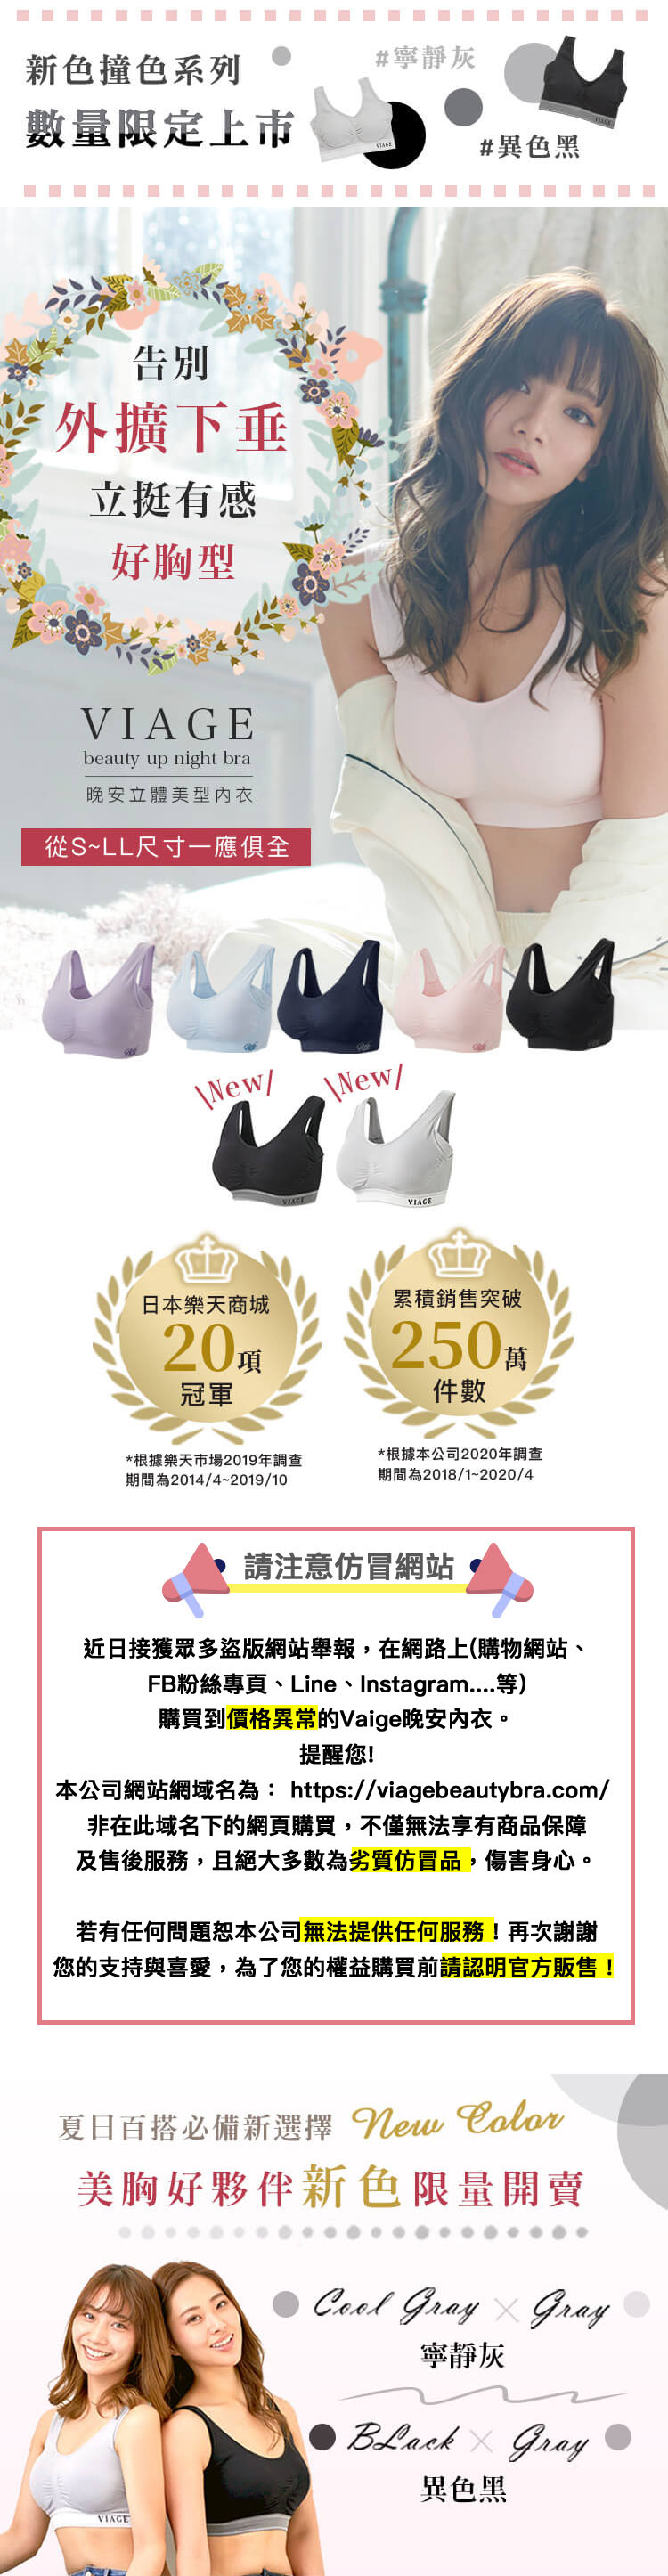 新色撞色系列
數量限定上市
#寧靜灰
#異色黑
VIAGE
VIAGE
告別
外擴下垂
立挺有感
好胸型
VIAGE
beauty up night bra
晚安立體美型內衣
從S~LL尺寸一應俱全
\New/
\New/
VIAGE
VIAGE
日本樂天商城
20項
冠軍
*根據樂天市場2019年調查
期間為2014/4~2019/10
累積銷售突破
250萬
件數
*根據本公司2020年調查
期間為2018/1~2020/4
請注意仿冒網站
近日接獲眾多盜版網站舉報，在網路上(購物網站、
FB粉絲專頁、Line、Instagram....等)
購買到價格異常的Vaige晚安內衣。
提醒您!
本公司網站網域名為： https://viagebeautybra.com/
非在此域名下的網頁購買，不僅無法享有商品保障
及售後服務，且絕大多數為劣質仿冒品，傷害身心。
若有任何問題恕本公司無法提供任何服務！再次謝謝
您的支持與喜愛，為了您的權益購買前請認明官方販售！
夏日百搭必備新選擇 New Color
美胸好夥伴新色限量開賣
Cool Gray × Gray
寧靜灰
BLack × Gray
異色黑
VIAGE